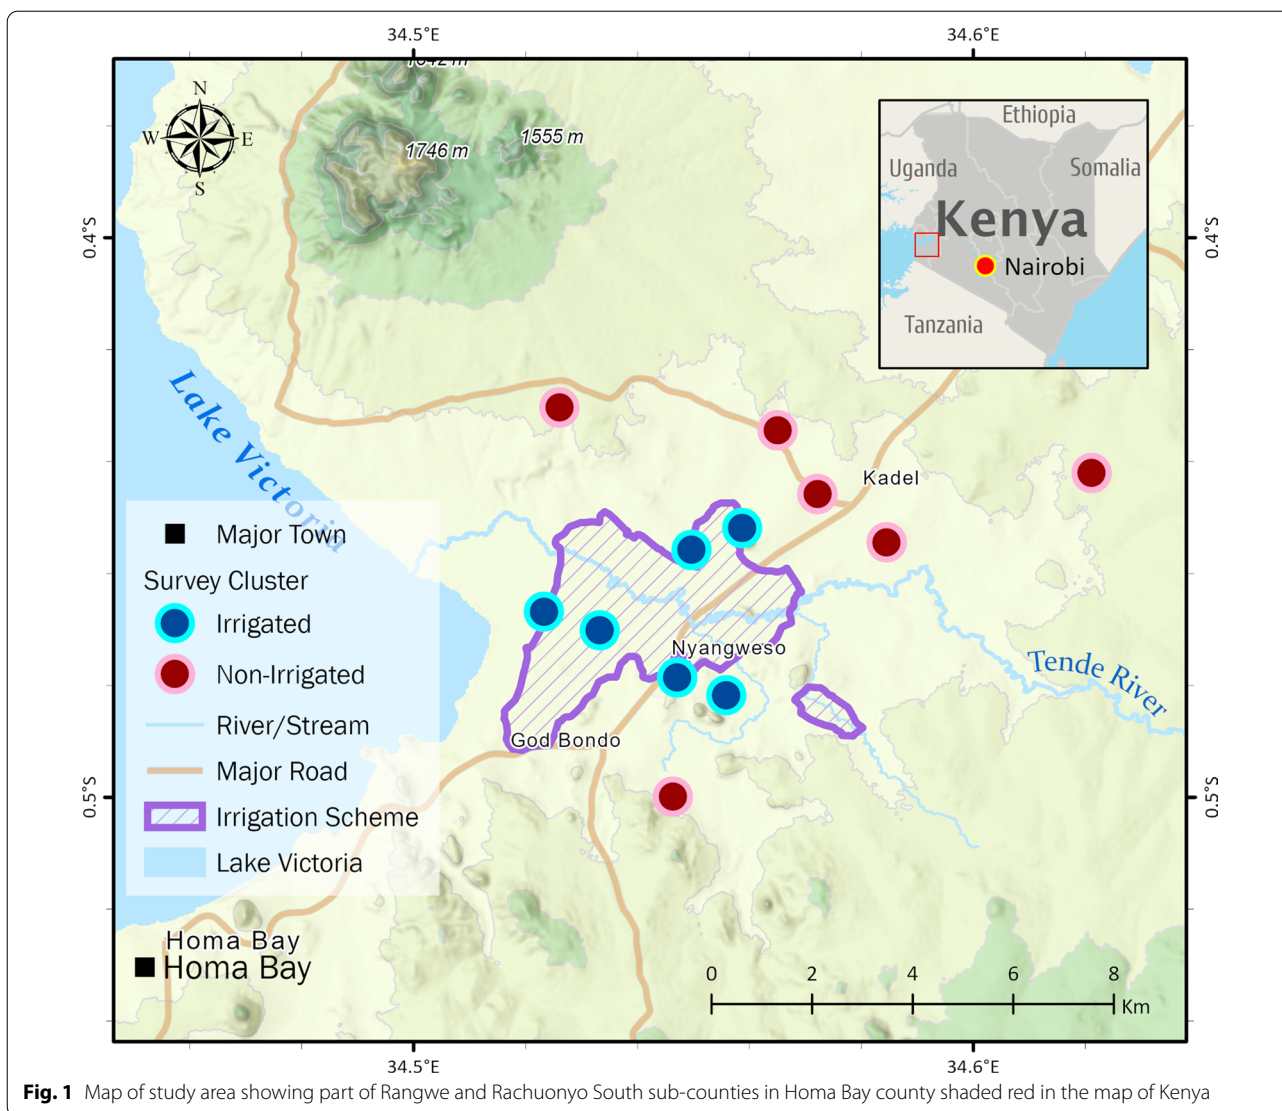 34.5°E
34.6°E
N
W
E
S
1746 m
1555 m
0.4°S
0.4°S
Ethiopia
Uganda
Somalia
Kenya
Nairobi
Tanzania
Lake Victoria
Kadel
Major Town
Survey Cluster
Irrigated
Non-Irrigated
River/Stream
Major Road
Irrigation Scheme
Lake Victoria
Nyangweso
Tende River
God Bondo
0.5°S
0.5°S
Homa Bay
Homa Bay
0 2 4 6 8
Km
34.5°E
34.6°E
Fig. 1 Map of study area showing part of Rangwe and Rachuonyo South sub-counties in Homa Bay county shaded red in the map of Kenya